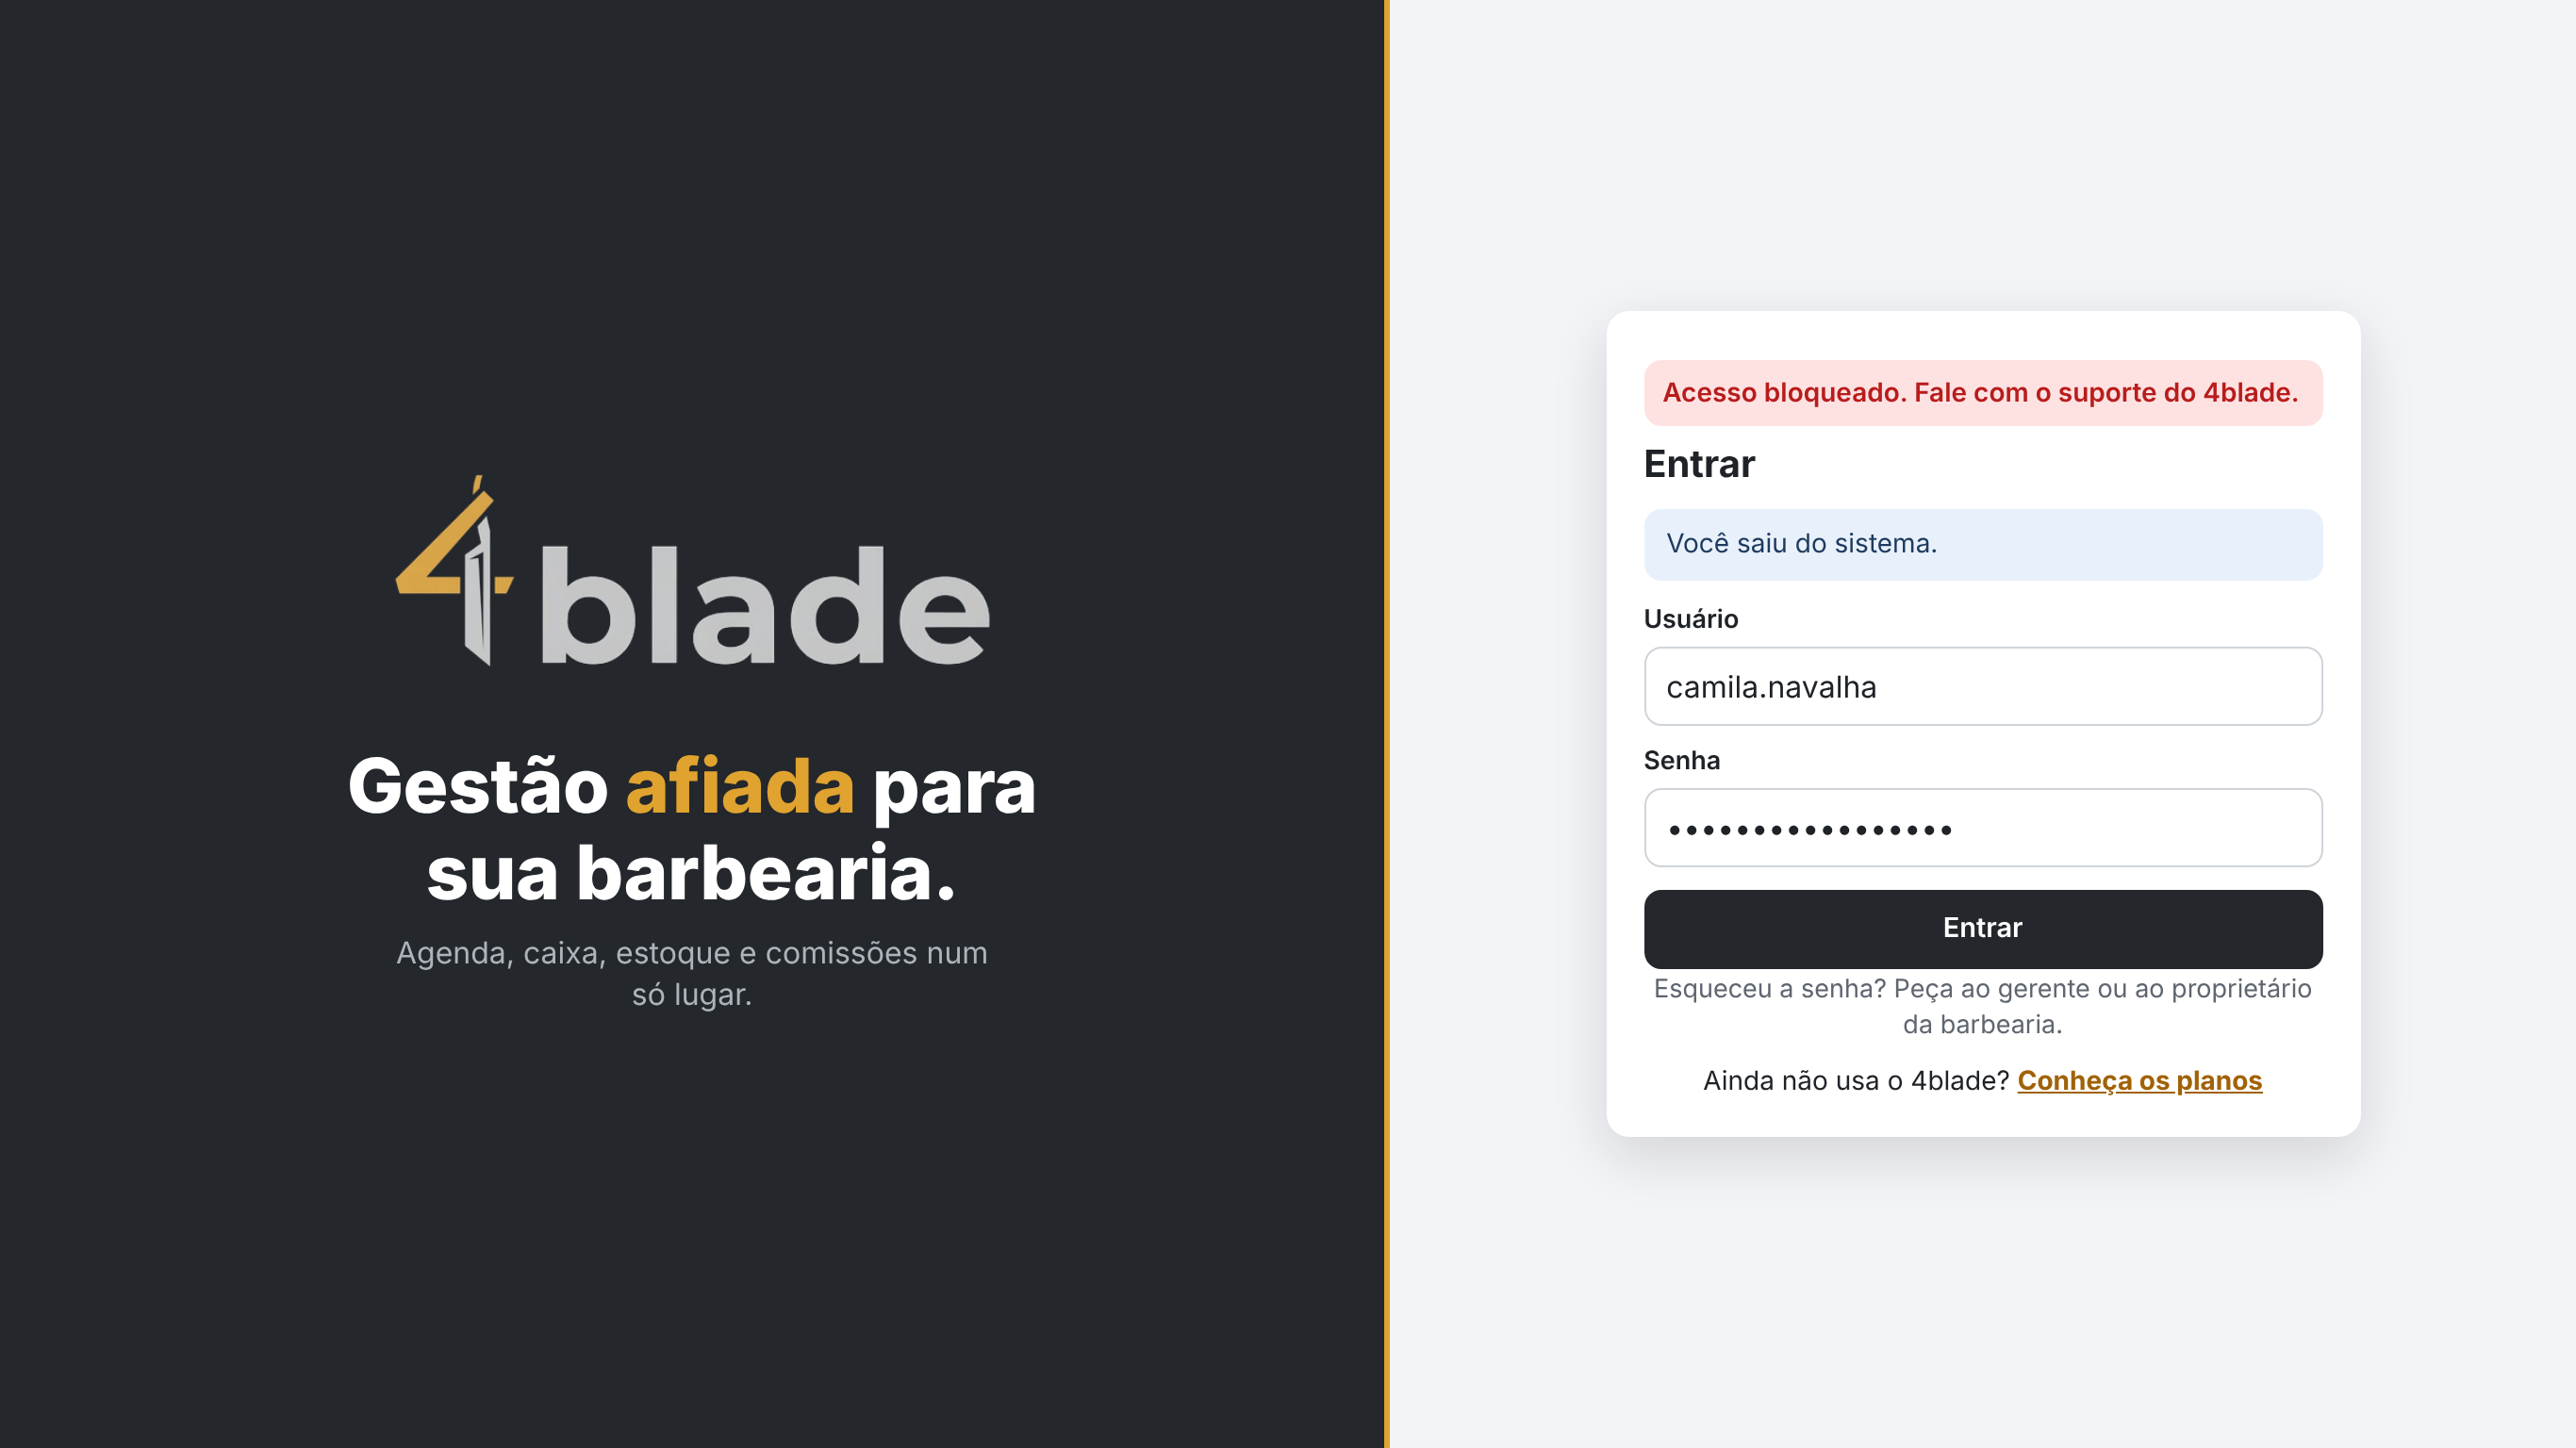 4blade
Gestão afiada para
sua barbearia.
Agenda, caixa, estoque e comissões num
só lugar.
Acesso bloqueado. Fale com o suporte do 4blade.
Entrar
Você saiu do sistema.
Usuário
camila.navalha
Senha
•••••••••••••••••
Entrar
Esqueceu a senha? Peça ao gerente ou ao proprietário
da barbearia.
Ainda não usa o 4blade? Conheça os planos